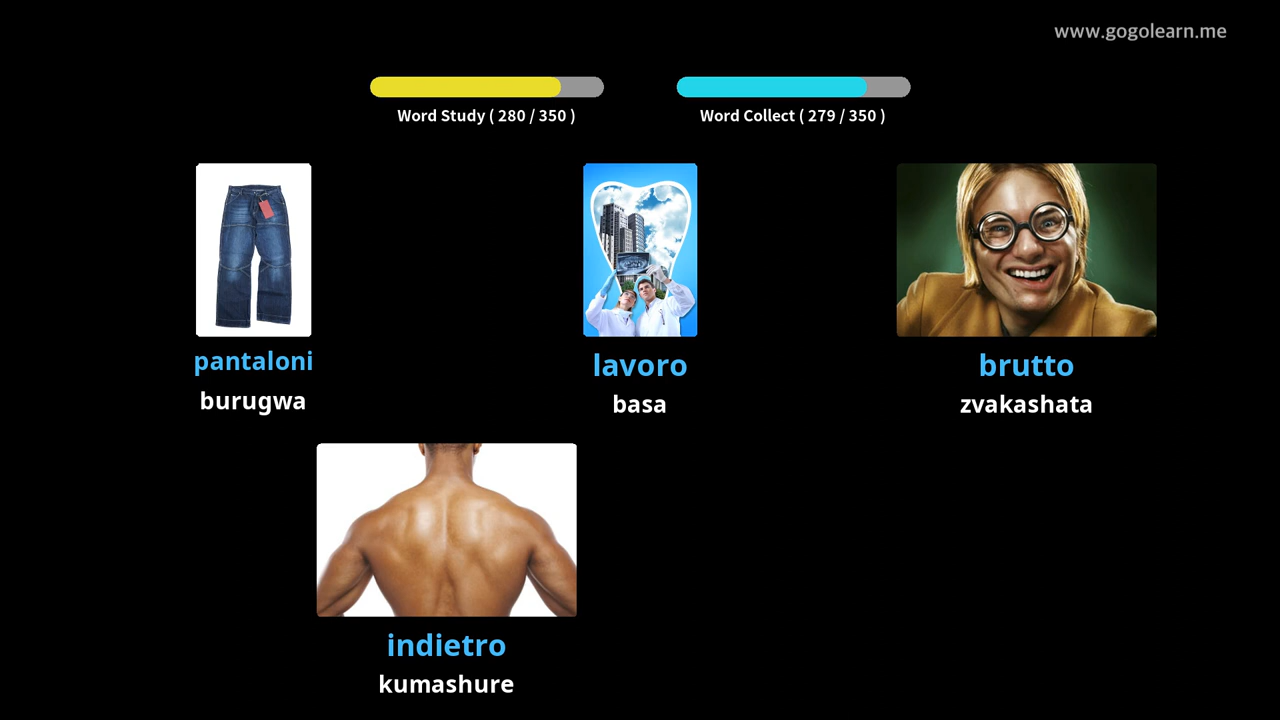 www.gogolearn.me
Word Study ( 280 / 350 )
Word Collect ( 279 / 350 )
pantaloni
burugwa
lavoro
basa
brutto
zvakashata
indietro
kumashure